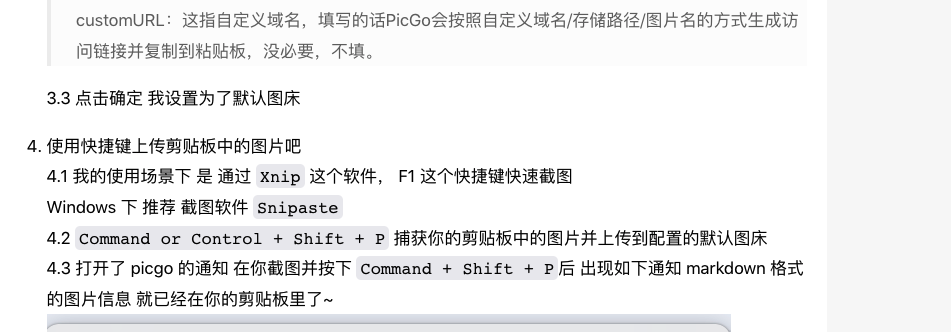 customURL：这指自定义域名，填写的话PicGo会按照自定义域名/存储路径/图片名的方式生成访
问链接并复制到粘贴板，没必要，不填。
3.3 点击确定 我设置为了默认图床
4. 使用快捷键上传剪贴板中的图片吧
4.1 我的使用场景下 是 通过 Xnip 这个软件， F1 这个快捷键快速截图
Windows 下 推荐 截图软件 Snipaste
4.2 Command or Control + Shift + P 捕获你的剪贴板中的图片并上传到配置的默认图床
4.3 打开了 picgo 的通知 在你截图并按下 Command + Shift + P后 出现如下通知 markdown 格式
的图片信息 就已经在你的剪贴板里了~